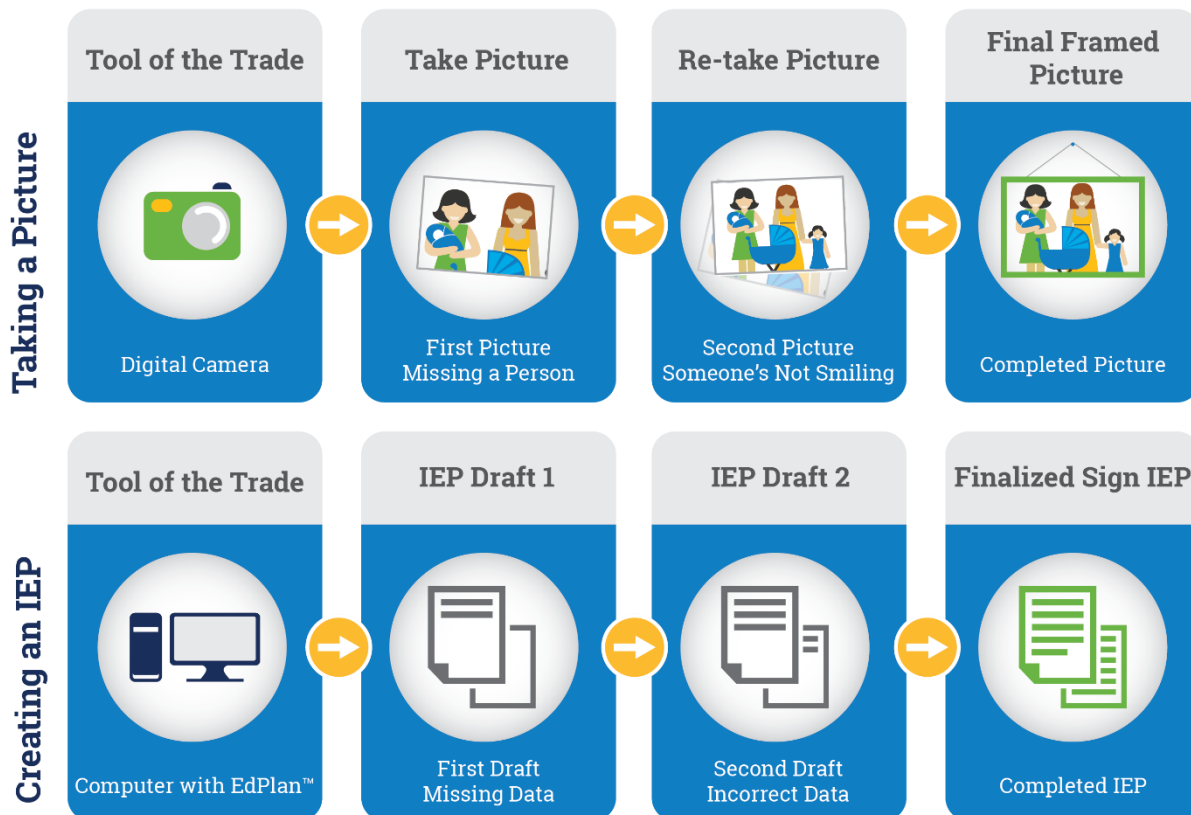 Taking a Picture
Tool of the Trade
Digital Camera
Take Picture
First Picture
Missing a Person
Re-take Picture
Second Picture
Someone's Not Smiling
Final Framed
Picture
Completed Picture
Creating an IEP
Tool of the Trade
Computer with EdPlan™
IEP Draft 1
First Draft
Missing Data
IEP Draft 2
Second Draft
Incorrect Data
Finalized Sign IEP
Completed IEP